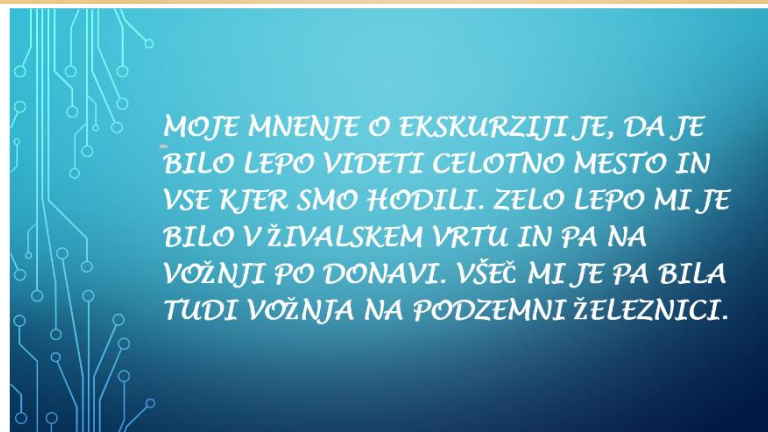 MOJE MNENJE O EKSKURZIJI JE, DA JE
BILO LEPO VIDETI CELOTNO MESTO IN
VSE KJER SMO HODILI. ZELO LEPO MI JE
BILO V ŽIVALSKEM VRTU IN PA NA
VOŽNJI PO DONAVI. VŠEČ MI JE PA BILA
TUDI VOŽNJA NA PODZEMNI ŽELEZNICI.